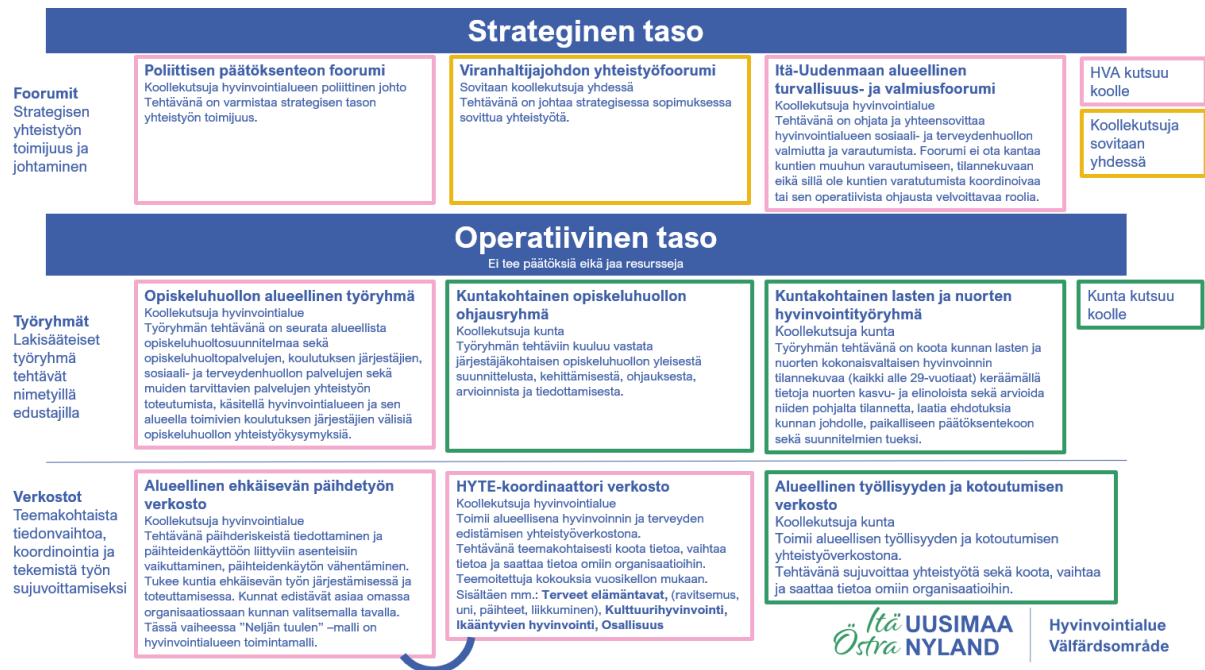 Strateginen taso
Foorumit
Strategisen
yhteistyön
toimijuus ja
johtaminen
Poliittisen päätöksenteon foorumi
Koollekutsuja hyvinvointialueen poliittinen johto
Tehtävänä on varmistaa strategisen tason
yhteistyön toimijuus.
Viranhaltijajohdon yhteistyöfoorumi
Sovitaan koollekutsuja yhdessä
Tehtävänä on johtaa strategisessa sopimuksessa
sovittua yhteistyötä.
Itä-Uudenmaan alueellinen
turvallisuus- ja valmiusfoorumi
Koollekutsuja hyvinvointialue
Tehtävänä on ohjata ja yhteensovittaa
hyvinvointialueen sosiaali- ja terveydenhuollon
valmiutta ja varautumista. Foorumi ei ota kantaa
kuntien muuhun varautumiseen, tilannekuvaan
eikä sillä ole kuntien varatutumista koordinoivaa
tai sen operatiivista ohjausta velvoittavaa roolia.
HVA kutsuu
koolle
Koollekutsuja
sovitaan
yhdessä
Operatiivinen taso
Ei tee päätöksiä eikä jaa resursseja
Työryhmät
Lakisääteiset
työryhmä
tehtävät
nimetyillä
edustajilla
Opiskeluhuollon alueellinen työryhmä
Koollekutsuja hyvinvointialue
Työryhmän tehtävänä on seurata alueellista
opiskeluhuoltosuunnitelmaa sekä
opiskeluhuoltopalvelujen, koulutuksen järjestäjien,
sosiaali- ja terveydenhuollon palvelujen sekä
muiden tarvittavien palvelujen yhteistyön
toteutumista, käsitellä hyvinvointialueen ja sen
alueella toimivien koulutuksen järjestäjien välisiä
opiskeluhuollon yhteistyökysymyksiä.
Kuntakohtainen opiskeluhuollon
ohjausryhmä
Koollekutsuja kunta
Työryhmän tehtäviin kuuluu vastata
järjestäjäkohtaisen opiskeluhuollon yleisestä
suunnittelusta, kehittämisestä, ohjauksesta,
arvioinnista ja tiedottamisesta.
Kuntakohtainen lasten ja nuorten
hyvinvointityöryhmä
Koollekutsuja kunta
Työryhmän tehtävänä on koota kunnan lasten ja
nuorten kokonaisvaltaisen hyvinvoinnin
tilannekuvaa (kaikki alle 29-vuotiaat) keräämällä
tietoja nuorten kasvu- ja elinoloista sekä arvioida
niiden pohjalta tilannetta, laatia ehdotuksia
kunnan johdolle, paikalliseen päätöksentekoon
sekä suunnitelmien tueksi.
Kunta kutsuu
koolle
Verkostot
Teemakohtaista
tiedonvaihtoa,
koordinointia ja
tekemistä työn
sujuvoittamiseksi
Alueellinen ehkäisevän päihdetyön
verkosto
Koollekutsuja hyvinvointialue
Tehtävänä päihderiskeistä tiedottaminen ja
päihteidenkäyttöön liittyviin asenteisiin
vaikuttaminen, päihteidenkäytön vähentäminen.
Tukee kuntia ehkäisevän työn järjestämisessä ja
toteuttamisessa. Kunnat edistävät asiaa omassa
organisaatiossaan kunnan valitsemalla tavalla.
Tässä vaiheessa ”Neljän tuulen” –malli on
hyvinvointialueen toimintamalli.
HYTE-koordinaattori verkosto
Koollekutsuja hyvinvointialue
Toimii alueellisena hyvinvoinnin ja terveyden
edistämisen yhteistyöverkostona.
Tehtävänä teemakohtaisesti koota tietoa, vaihtaa
tietoa ja saattaa tietoa omiin organisaatioihin.
Teemoitettuja kokouksia vuosikellon mukaan.
Sisältäen mm.: Terveet elämäntavat, (ravitsemus,
uni, päihteet, liikkuminen), Kulttuurihyvinvointi,
Ikääntyvien hyvinvointi, Osallisuus
Alueellinen työllisyyden ja kotoutumisen
verkosto
Koollekutsuja kunta
Toimii alueellisen työllisyyden ja kotoutumisen
yhteistyöverkostona.
Tehtävänä sujuvoittaa yhteistyötä sekä koota, vaihtaa
ja saattaa tietoa omiin organisaatioihin.
Itä UUSIMAA
Östra NYLAND
Hyvinvointialue
Välfärdsområde